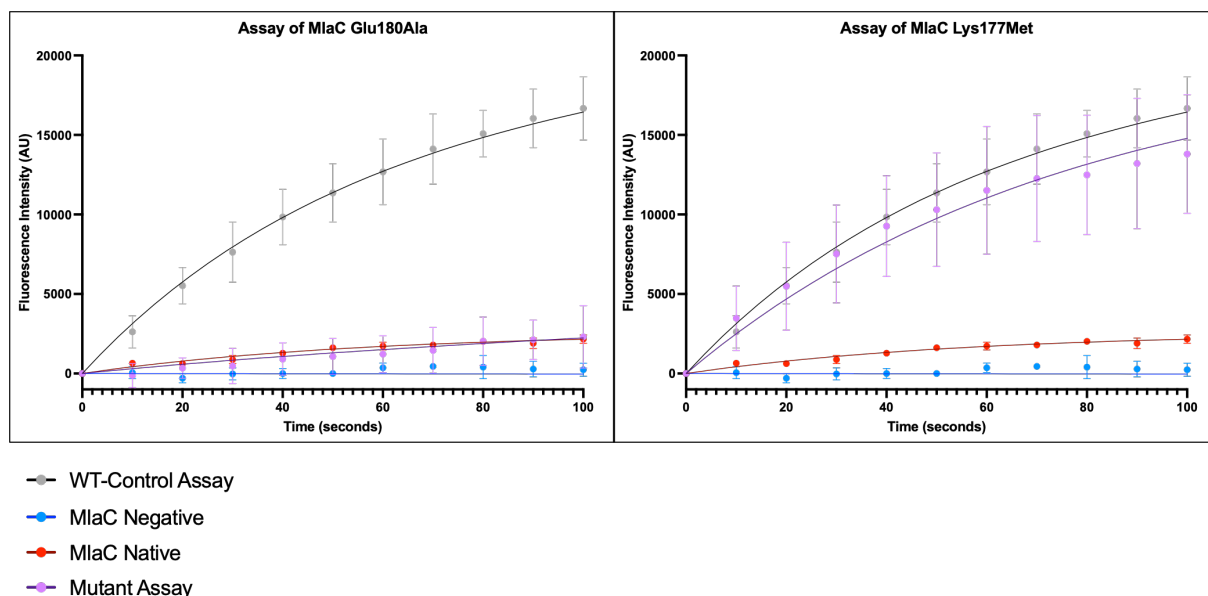 Assay of MlaC Glu180Ala
20000
15000
10000
5000
0
Fluorescence Intensity (AU)
0
20
40
60
80
100
Time (seconds)
Assay of MlaC Lys177Met
20000
15000
10000
5000
0
Fluorescence Intensity (AU)
0
20
40
60
80
100
Time (seconds)
WT-Control Assay
MlaC Negative
MlaC Native
Mutant Assay